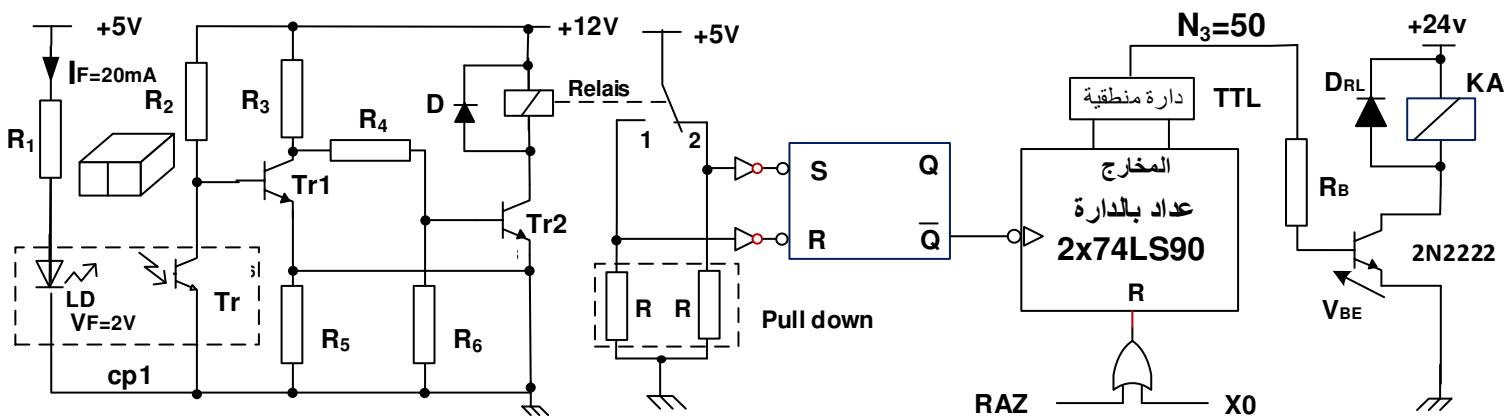 +5V
IF=20mA
R1
R2
R3
R4
+12V
D
Relais
+5V
1
2
Tr1
Tr2
LD
VF=2V
Tr
s
cp1
R5
R6
R
R
Pull down
S
R
Q
Q̅
N3=50
دارة منطقية
TTL
المخارج
عداد بالدارة
2x74LS90
R
RAZ
X0
+24v
DRL
KA
RB
2N2222
VBE